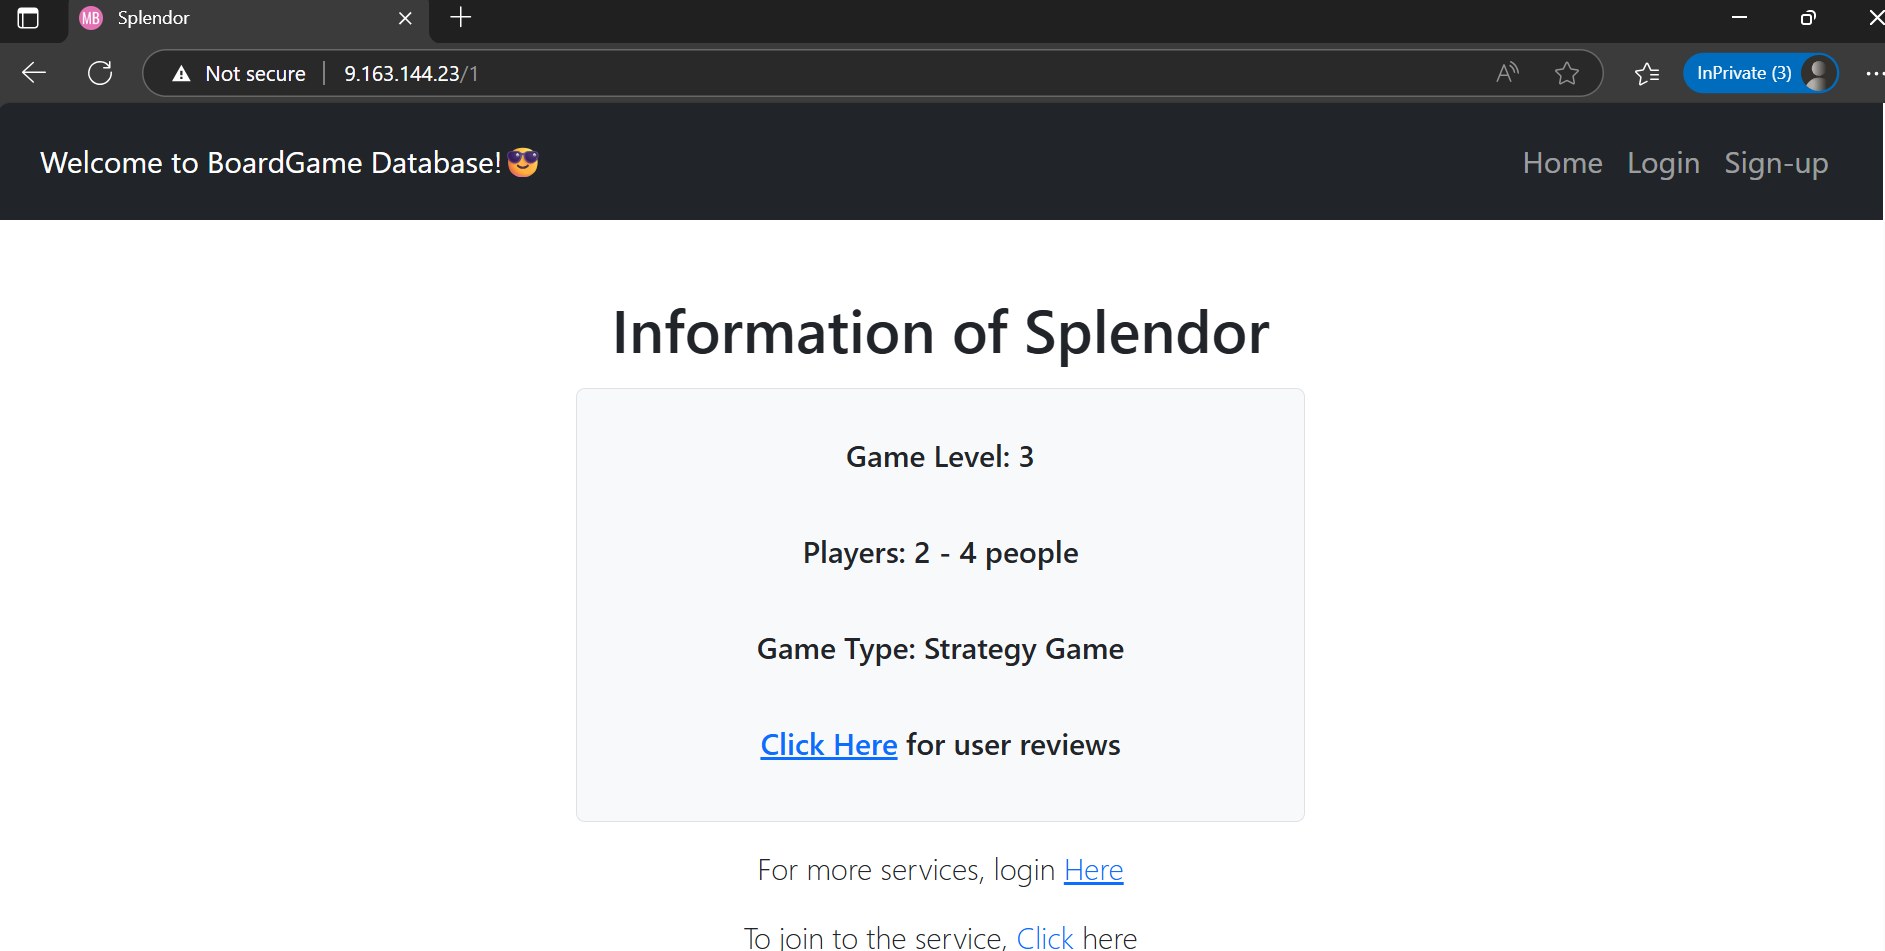 MB Splendor
Not secure 9.163.144.23/1 InPrivate (3)
Welcome to BoardGame Database!😎 Home Login Sign-up
Information of Splendor
Game Level: 3
Players: 2 - 4 people
Game Type: Strategy Game
Click Here for user reviews
For more services, login Here
To join to the service, Click here